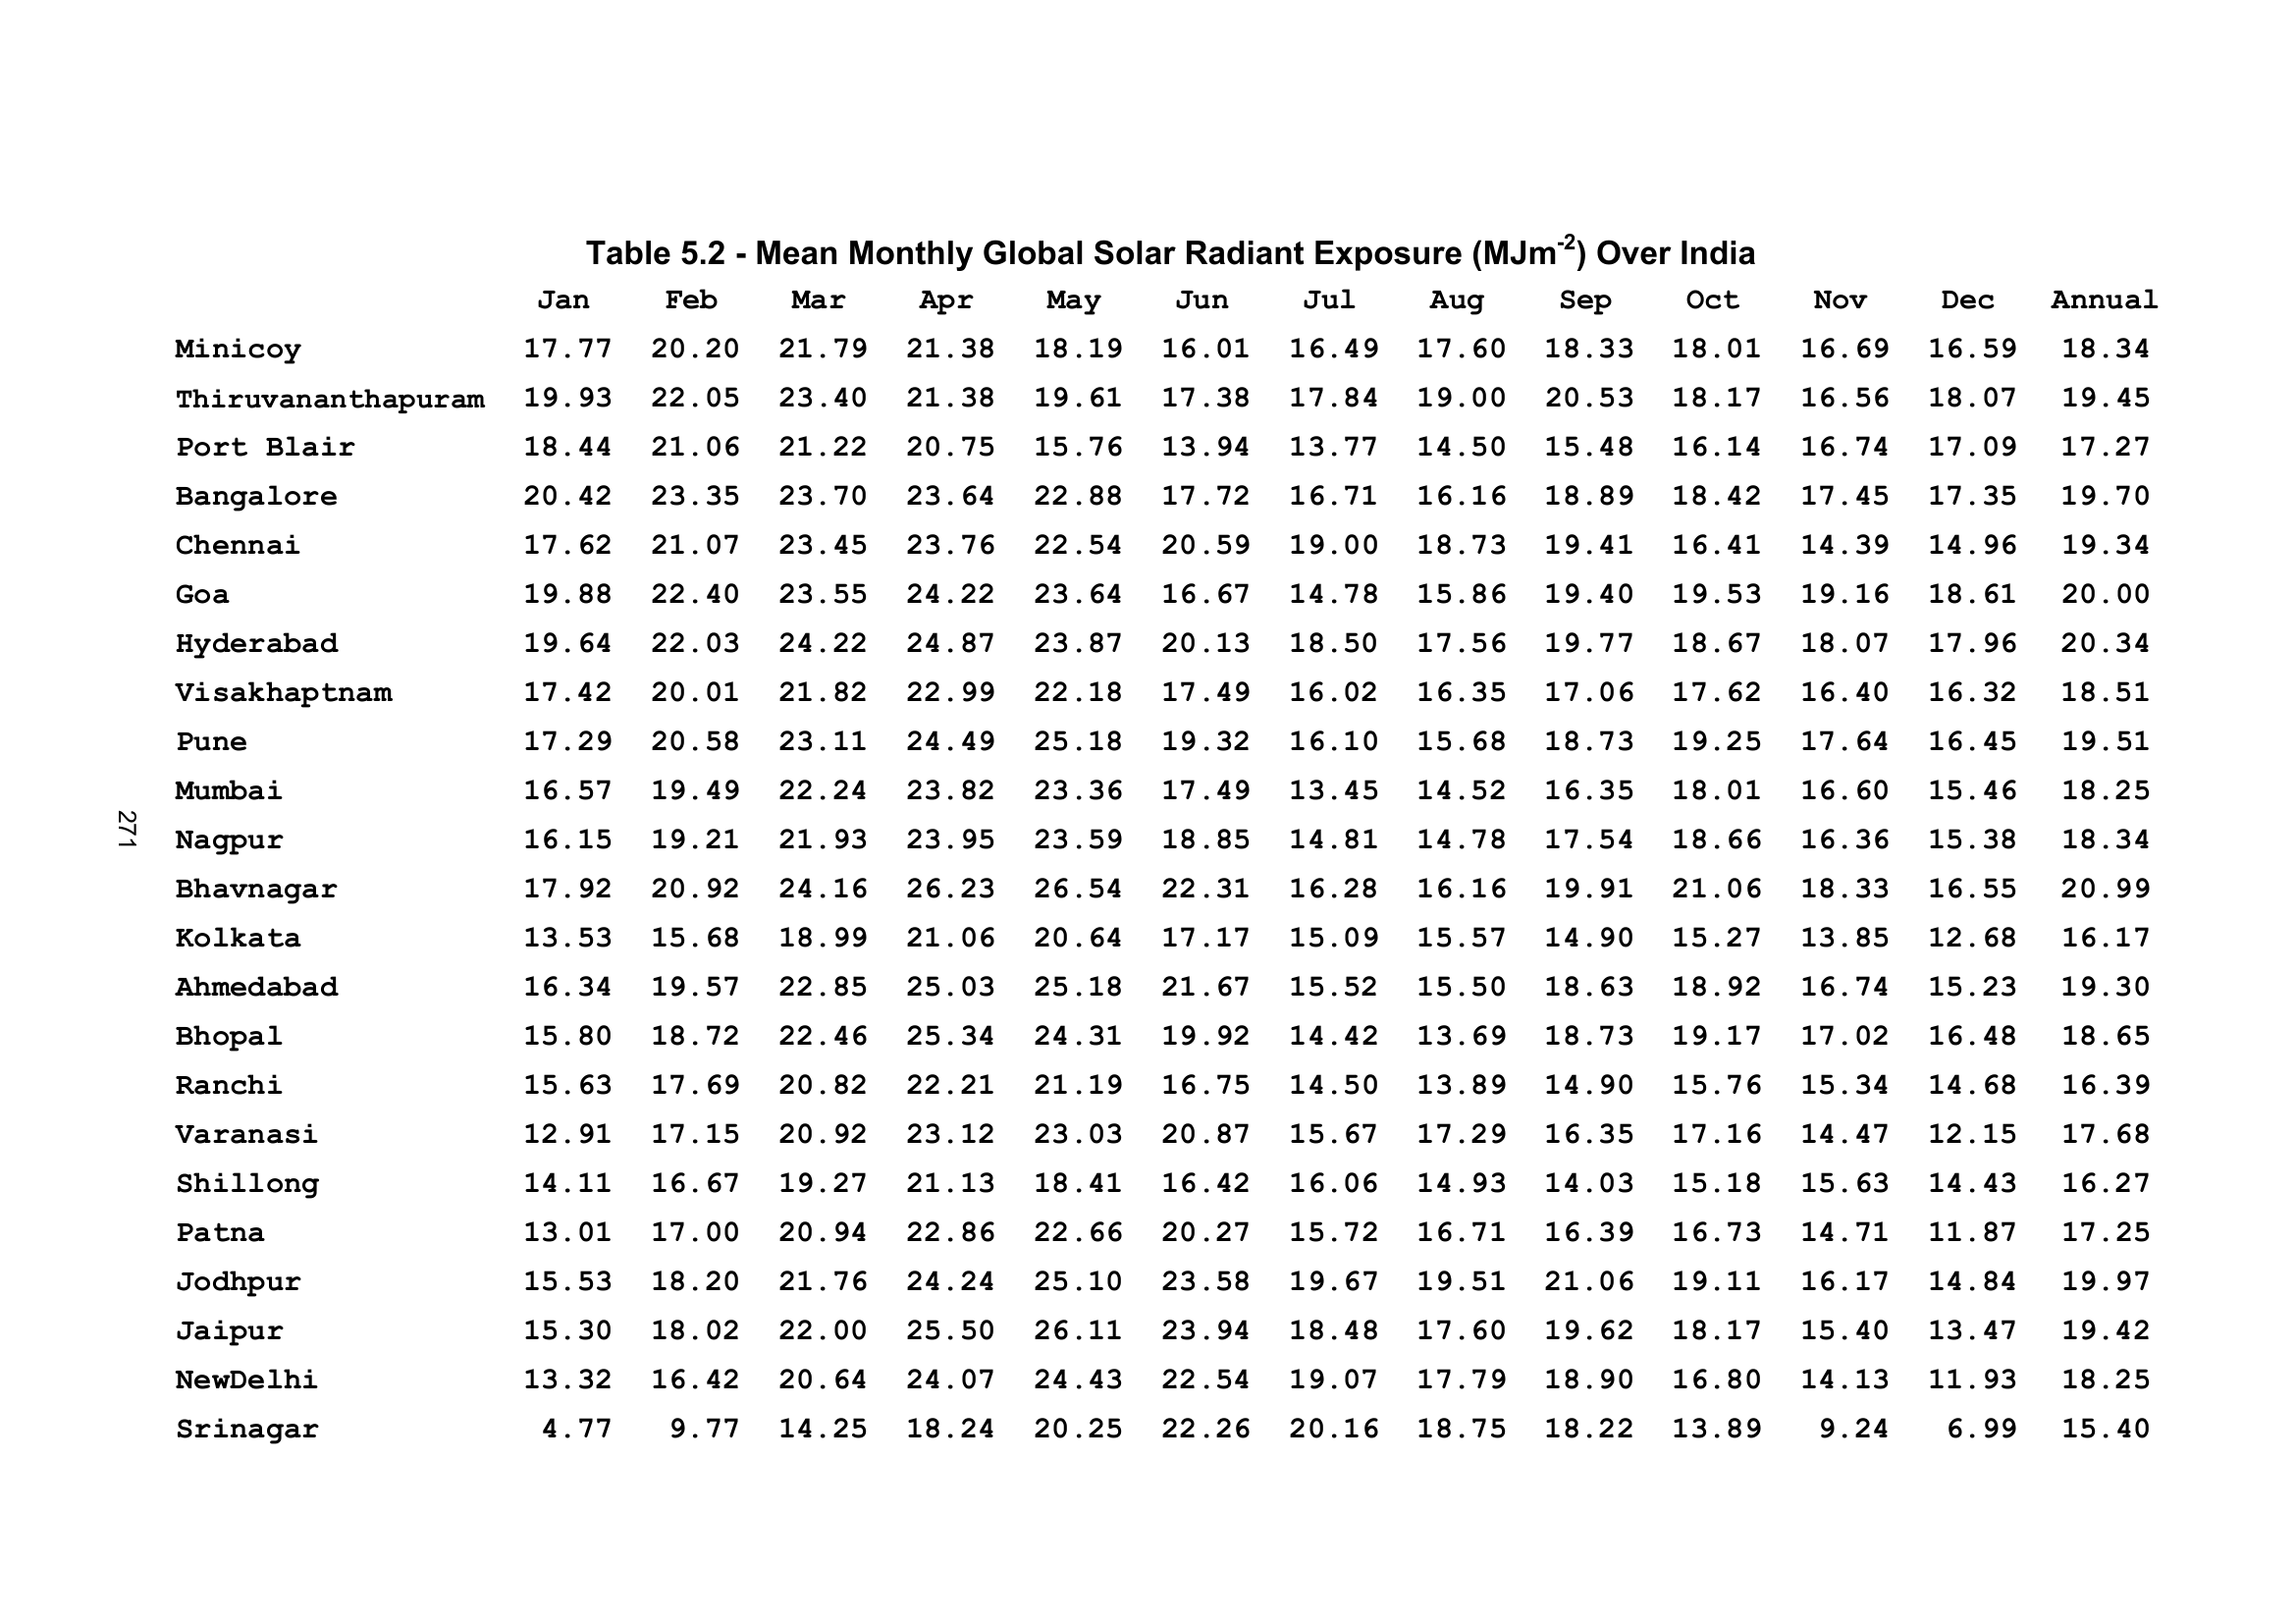 Table 5.2 - Mean Monthly Global Solar Radiant Exposure (MJm-2) Over India
Jan Feb Mar Apr May Jun Jul Aug Sep Oct Nov Dec Annual
Minicoy 17.77 20.20 21.79 21.38 18.19 16.01 16.49 17.60 18.33 18.01 16.69 16.59 18.34
Thiruvananthapuram 19.93 22.05 23.40 21.38 19.61 17.38 17.84 19.00 20.53 18.17 16.56 18.07 19.45
Port Blair 18.44 21.06 21.22 20.75 15.76 13.94 13.77 14.50 15.48 16.14 16.74 17.09 17.27
Bangalore 20.42 23.35 23.70 23.64 22.88 17.72 16.71 16.16 18.89 18.42 17.45 17.35 19.70
Chennai 17.62 21.07 23.45 23.76 22.54 20.59 19.00 18.73 19.41 16.41 14.39 14.96 19.34
Goa 19.88 22.40 23.55 24.22 23.64 16.67 14.78 15.86 19.40 19.53 19.16 18.61 20.00
Hyderabad 19.64 22.03 24.22 24.87 23.87 20.13 18.50 17.56 19.77 18.67 18.07 17.96 20.34
Visakhaptnam 17.42 20.01 21.82 22.99 22.18 17.49 16.02 16.35 17.06 17.62 16.40 16.32 18.51
Pune 17.29 20.58 23.11 24.49 25.18 19.32 16.10 15.68 18.73 19.25 17.64 16.45 19.51
Mumbai 16.57 19.49 22.24 23.82 23.36 17.49 13.45 14.52 16.35 18.01 16.60 15.46 18.25
Nagpur 16.15 19.21 21.93 23.95 23.59 18.85 14.81 14.78 17.54 18.66 16.36 15.38 18.34
Bhavnagar 17.92 20.92 24.16 26.23 26.54 22.31 16.28 16.16 19.91 21.06 18.33 16.55 20.99
Kolkata 13.53 15.68 18.99 21.06 20.64 17.17 15.09 15.57 14.90 15.27 13.85 12.68 16.17
Ahmedabad 16.34 19.57 22.85 25.03 25.18 21.67 15.52 15.50 18.63 18.92 16.74 15.23 19.30
Bhopal 15.80 18.72 22.46 25.34 24.31 19.92 14.42 13.69 18.73 19.17 17.02 16.48 18.65
Ranchi 15.63 17.69 20.82 22.21 21.19 16.75 14.50 13.89 14.90 15.76 15.34 14.68 16.39
Varanasi 12.91 17.15 20.92 23.12 23.03 20.87 15.67 17.29 16.35 17.16 14.47 12.15 17.68
Shillong 14.11 16.67 19.27 21.13 18.41 16.42 16.06 14.93 14.03 15.18 15.63 14.43 16.27
Patna 13.01 17.00 20.94 22.86 22.66 20.27 15.72 16.71 16.39 16.73 14.71 11.87 17.25
Jodhpur 15.53 18.20 21.76 24.24 25.10 23.58 19.67 19.51 21.06 19.11 16.17 14.84 19.97
Jaipur 15.30 18.02 22.00 25.50 26.11 23.94 18.48 17.60 19.62 18.17 15.40 13.47 19.42
NewDelhi 13.32 16.42 20.64 24.07 24.43 22.54 19.07 17.79 18.90 16.80 14.13 11.93 18.25
Srinagar 4.77 9.77 14.25 18.24 20.25 22.26 20.16 18.75 18.22 13.89 9.24 6.99 15.40
271